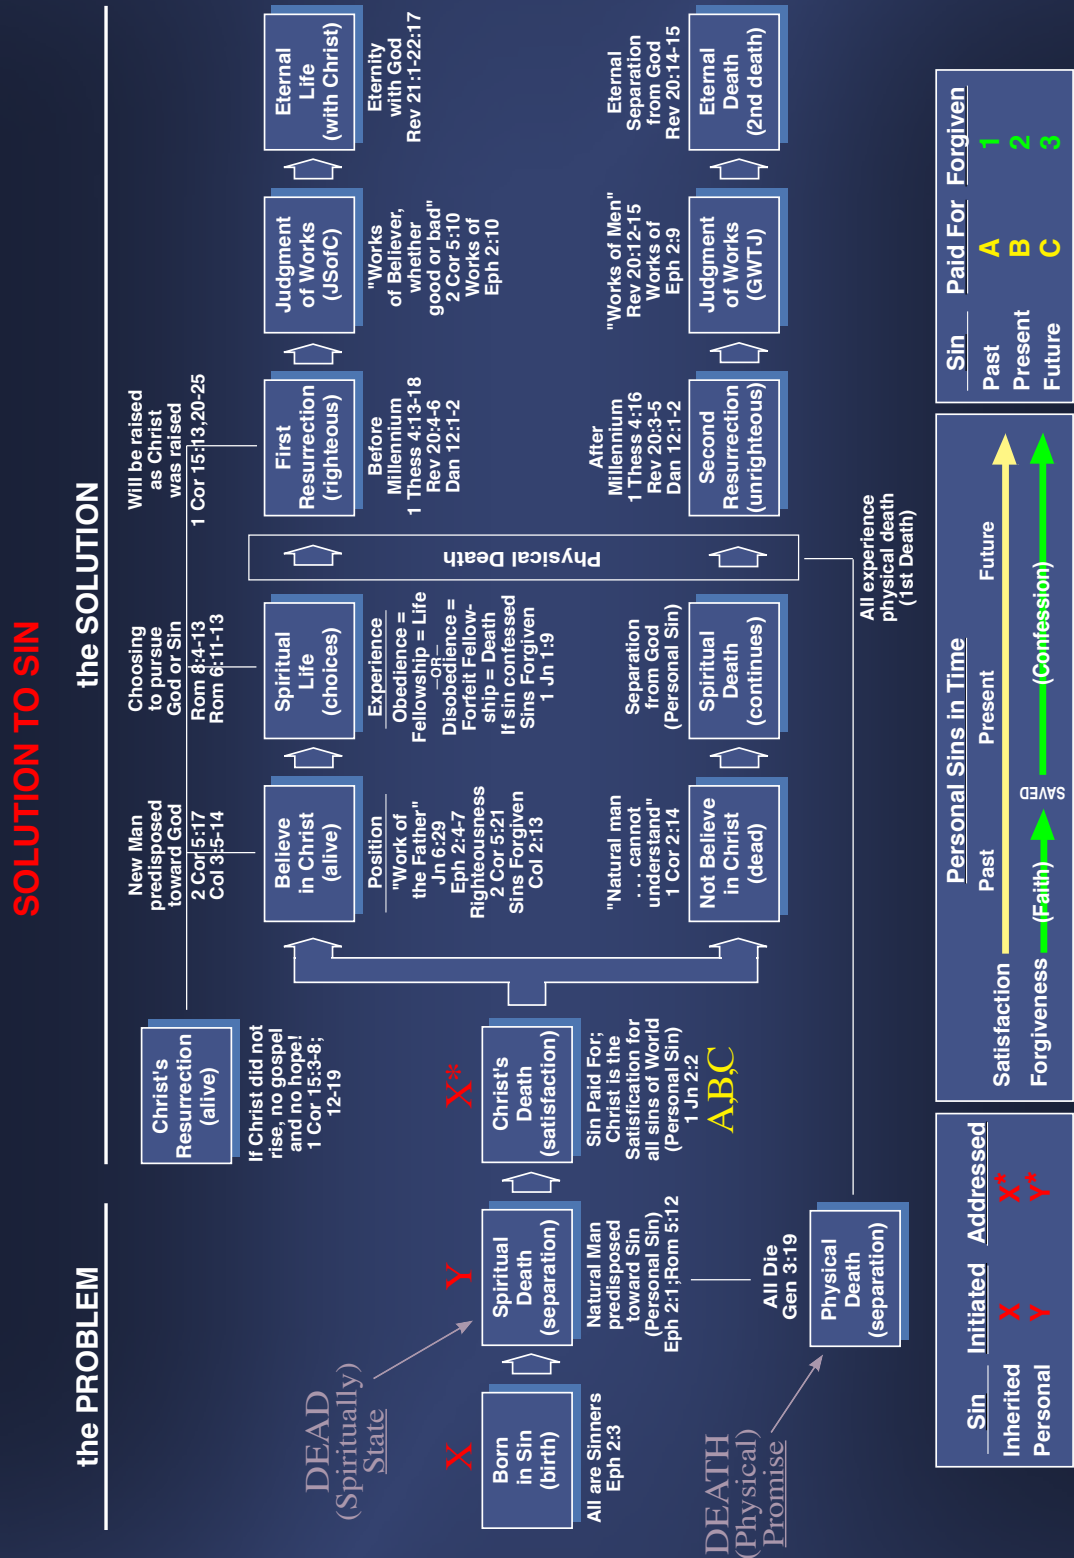 SOLUTION TO SIN
the PROBLEM
the SOLUTION
Christ's
Resurrection
(alive)
If Christ did not
rise, no gospel
and no hope!
1 Cor 15:3-8;
12-19
New Man
predisposed
toward God
2 Cor 5:17
Col 3:5-14
Choosing
to pursue
God or Sin
Rom 8:4-13
Rom 6:11-13
Will be raised
as Christ
was raised
1 Cor 15:13,20-25
Believe
in Christ
(alive)
Position
"Work of
the Father"
Jn 6:29
Eph 2:4-7
Righteousness
2 Cor 5:21
Sins Forgiven
Col 2:13
Spiritual
Life
(choices)
Experience
Obedience =
Fellowship = Life
—OR—
Disobedience =
Forfeit Fellow-
ship = Death
If sin confessed
Sins Forgiven
1 Jn 1:9
Physical Death
First
Resurrection
(righteous)
Before
Millennium
1 Thess 4:13-18
Rev 20:4-6
Dan 12:1-2
Judgment
of Works
(JSofC)
"Works
of Believer,
whether
good or bad"
2 Cor 5:10
Works of
Eph 2:10
Eternal
Life
(with Christ)
Eternity
with God
Rev 21:1-22:17
DEAD
(Spiritually)
State
X
Born
in Sin
(birth)
All are Sinners
Eph 2:3
Y
Spiritual
Death
(separation)
Natural Man
predisposed
toward Sin
(Personal Sin)
Eph 2:1;Rom 5:12
X*
Christ's
Death
(satisfaction)
Sin Paid For;
Christ is the
Satisfication for
all sins of World
(Personal Sin)
1 Jn 2:2
A,B,C
"Natural man
. . . cannot
understand"
1 Cor 2:14
Not Believe
in Christ
(dead)
Separation
from God
(Personal Sin)
Spiritual
Death
(continues)
After
Millennium
1 Thess 4:16
Rev 20:3-5
Dan 12:1-2
Second
Resurrection
(unrighteous)
"Works of Men"
Rev 20:12-15
Works of
Eph 2:9
Judgment
of Works
(GWTJ)
Eternal
Separation
from God
Rev 20:14-15
Eternal
Death
(2nd death)
DEATH
(Physical)
Promise
All Die
Gen 3:19
Physical
Death
(separation)
All experience
physical death
(1st Death)
Sin Initiated Addressed
Inherited X X*
Personal Y Y*
Personal Sins in Time
Past Present Future
Satisfaction
Forgiveness (Faith) SAVED (Confession)
Sin Paid For Forgiven
Past A 1
Present B 2
Future C 3